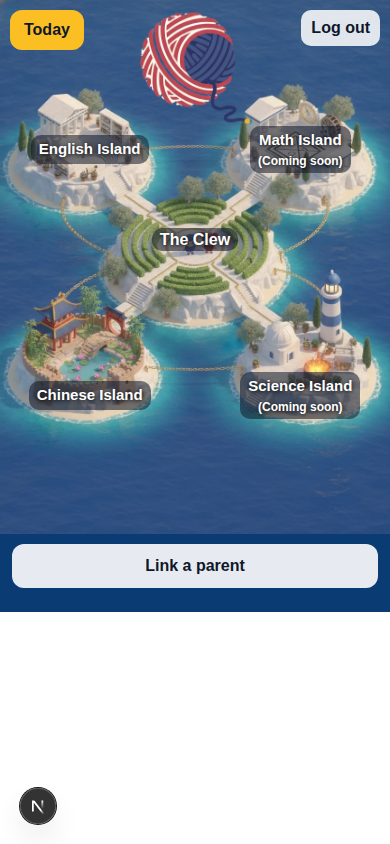 Today
Log out
English Island
Math Island
(Coming soon)
The Clew
Chinese Island
Science Island
(Coming soon)
Link a parent
N